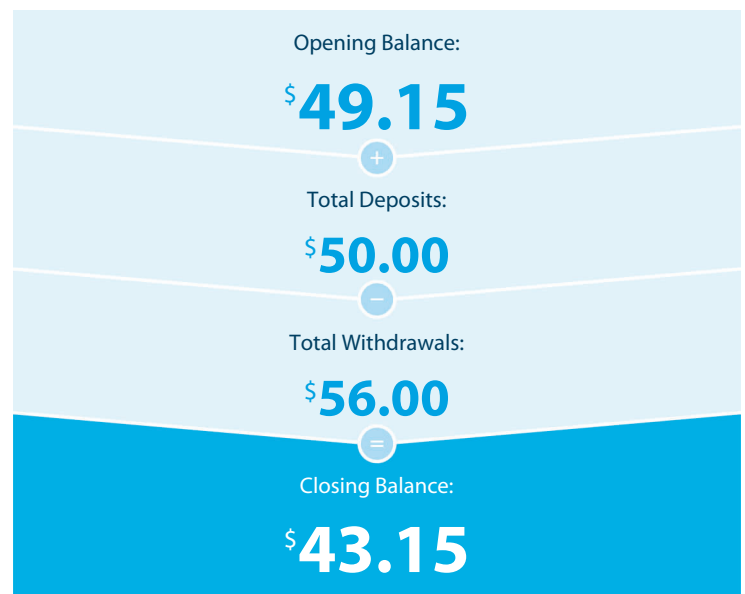 Opening Balance:
$49.15
+
Total Deposits:
$50.00
−
Total Withdrawals:
$56.00
=
Closing Balance:
$43.15